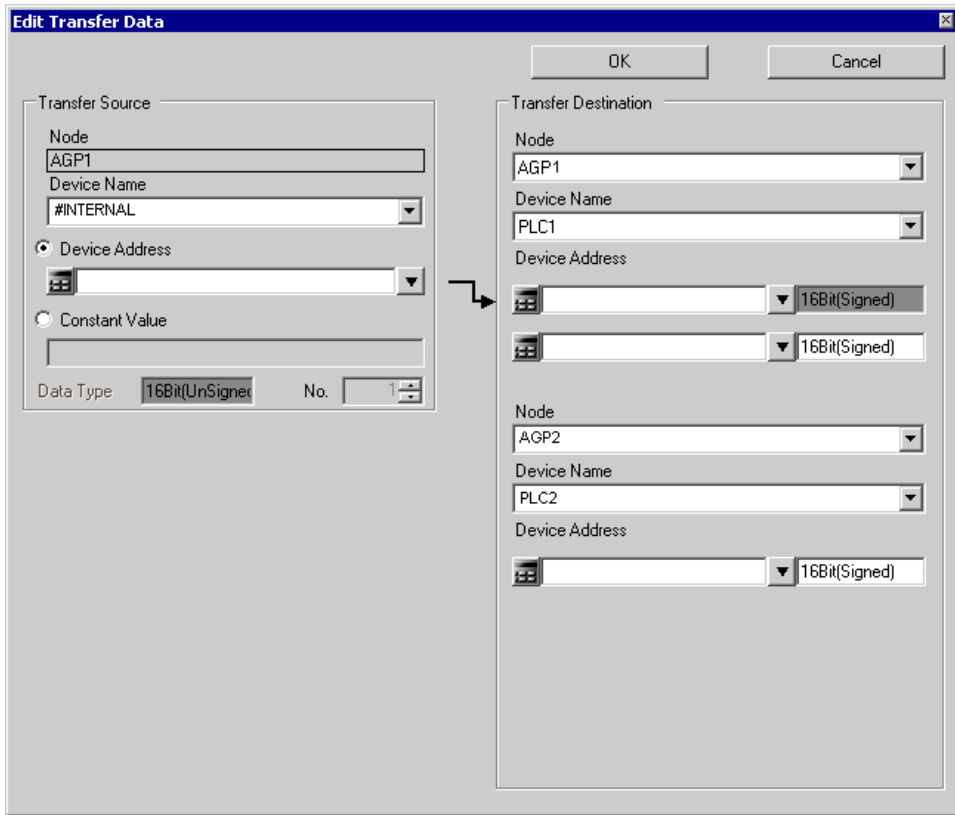 Edit Transfer Data
OK
Cancel
Transfer Source
Node
AGP1
Device Name
#INTERNAL
Device Address
Constant Value
Data Type
16Bit(UnSigned
No.
1
Transfer Destination
Node
AGP1
Device Name
PLC1
Device Address
16Bit(Signed)
16Bit(Signed)
Node
AGP2
Device Name
PLC2
Device Address
16Bit(Signed)